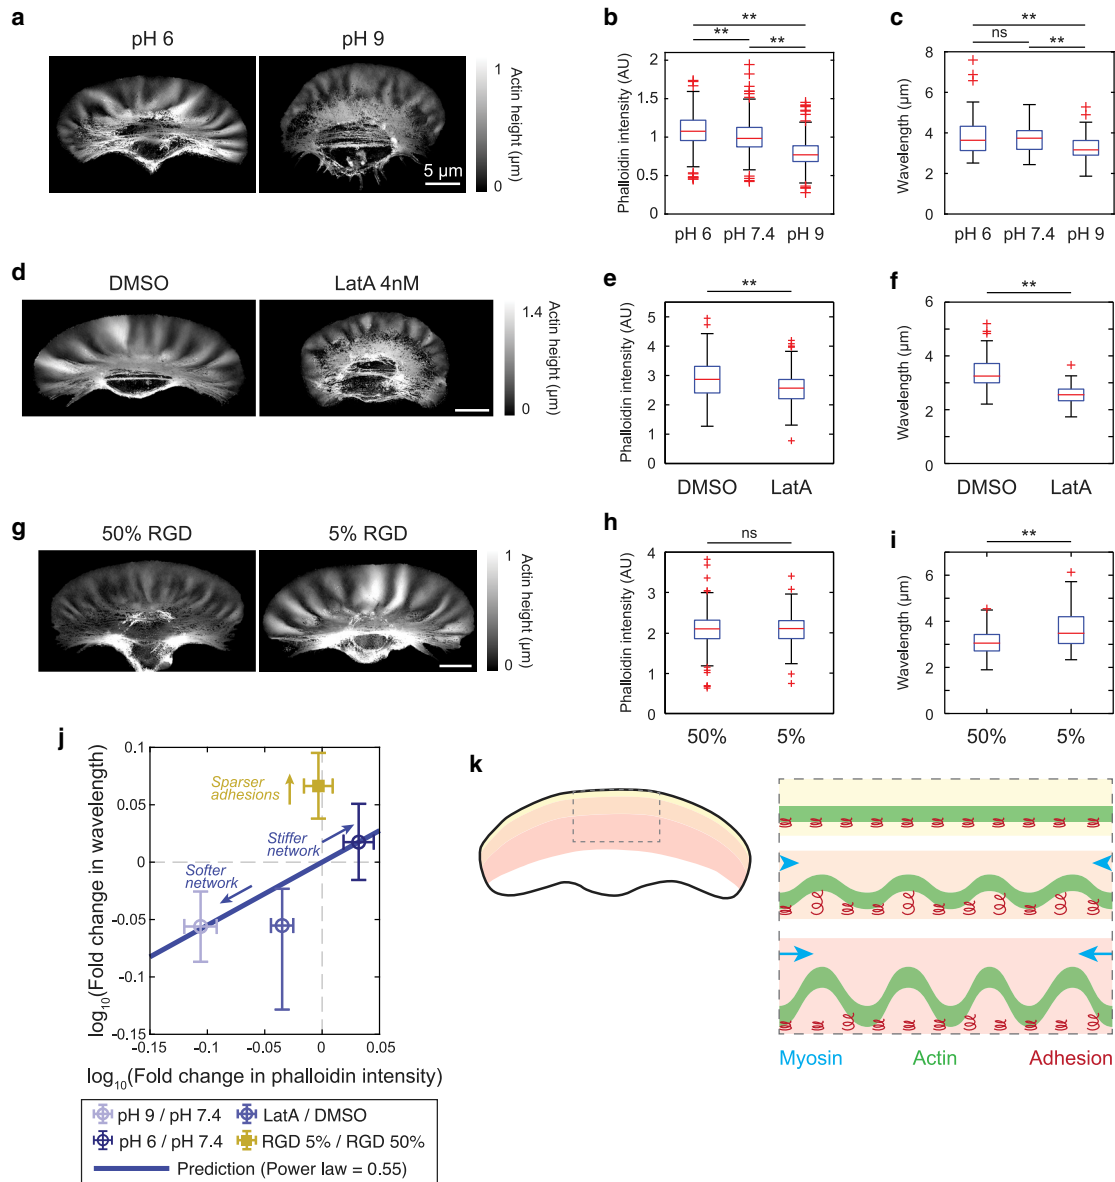 a
pH 6
pH 9
1
Actin height (µm)
0
5 µm
b
**
**
**
Phalloidin intensity (AU)
2
1.5
1
0.5
0
pH 6
pH 7.4
pH 9
c
**
ns
**
Wavelength (µm)
8
6
4
2
0
pH 6
pH 7.4
pH 9
d
DMSO
LatA 4nM
1.4
Actin height (µm)
0
e
**
Phalloidin intensity (AU)
5
4
3
2
1
0
DMSO
LatA
f
**
Wavelength (µm)
6
4
2
0
DMSO
LatA
g
50% RGD
5% RGD
1
Actin height (µm)
0
h
ns
Phalloidin intensity (AU)
4
3
2
1
0
50%
5%
i
**
Wavelength (µm)
6
4
2
0
50%
5%
j
log10(Fold change in wavelength)
0.1
0.05
0
-0.05
-0.1
-0.15
Sparser
adhesions
Stiffer
network
Softer
network
-0.15
-0.1
-0.05
0
0.05
log10(Fold change in phalloidin intensity)
pH 9 / pH 7.4
LatA / DMSO
pH 6 / pH 7.4
RGD 5% / RGD 50%
Prediction (Power law = 0.55)
k
Myosin
Actin
Adhesion